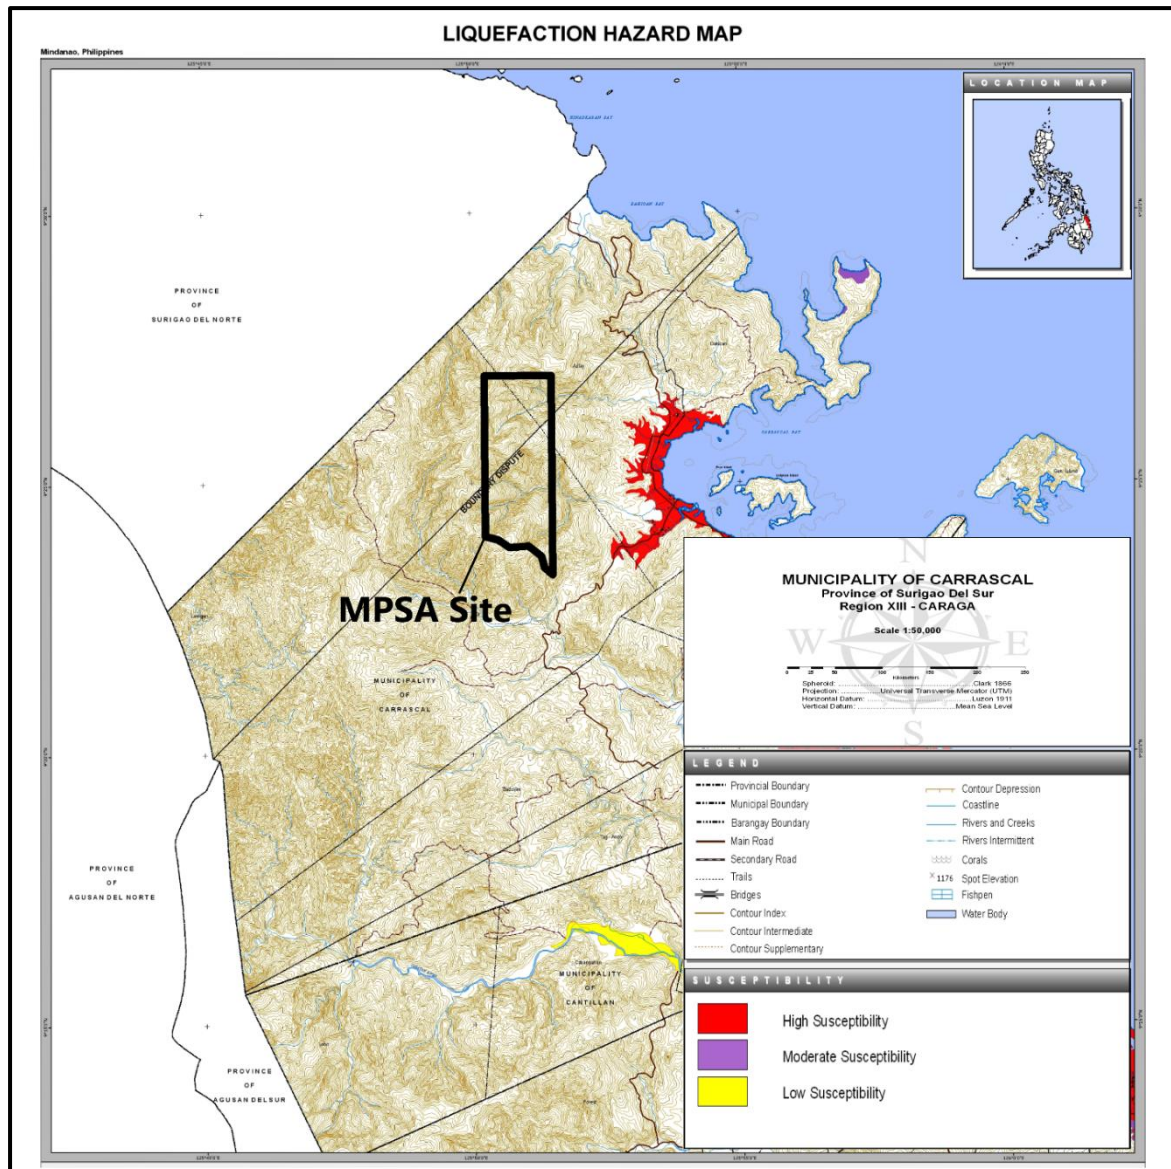 LIQUEFACTION HAZARD MAP
Mindanao, Philippines
LOCATION MAP
PROVINCE
OF
SURIGAO DEL NORTE
CARRASCAL BAY
BOUNDARY DISPUTE
MPSA Site
MUNICIPALITY
OF
CARRASCAL
PROVINCE
OF
AGUSAN DEL NORTE
MUNICIPALITY
OF
CANTILLAN
PROVINCE
OF
AGUSAN DEL SUR
N
W
E
S
MUNICIPALITY OF CARRASCAL
Province of Surigao Del Sur
Region XIII - CARAGA
Scale 1:50,000
Kilometers
Spheroid: Clark 1866
Projection: Universal Transverse Mercator (UTM)
Horizontal Datum: Luzon 1911
Vertical Datum: Mean Sea Level
LEGEND
Provincial Boundary
Municipal Boundary
Barangay Boundary
Main Road
Secondary Road
Trails
Bridges
Contour Index
Contour Intermediate
Contour Supplementary
Contour Depression
Coastline
Rivers and Creeks
Rivers Intermittent
Corals
X 1176 Spot Elevation
Fishpen
Water Body
SUSCEPTIBILITY
High Susceptibility
Moderate Susceptibility
Low Susceptibility